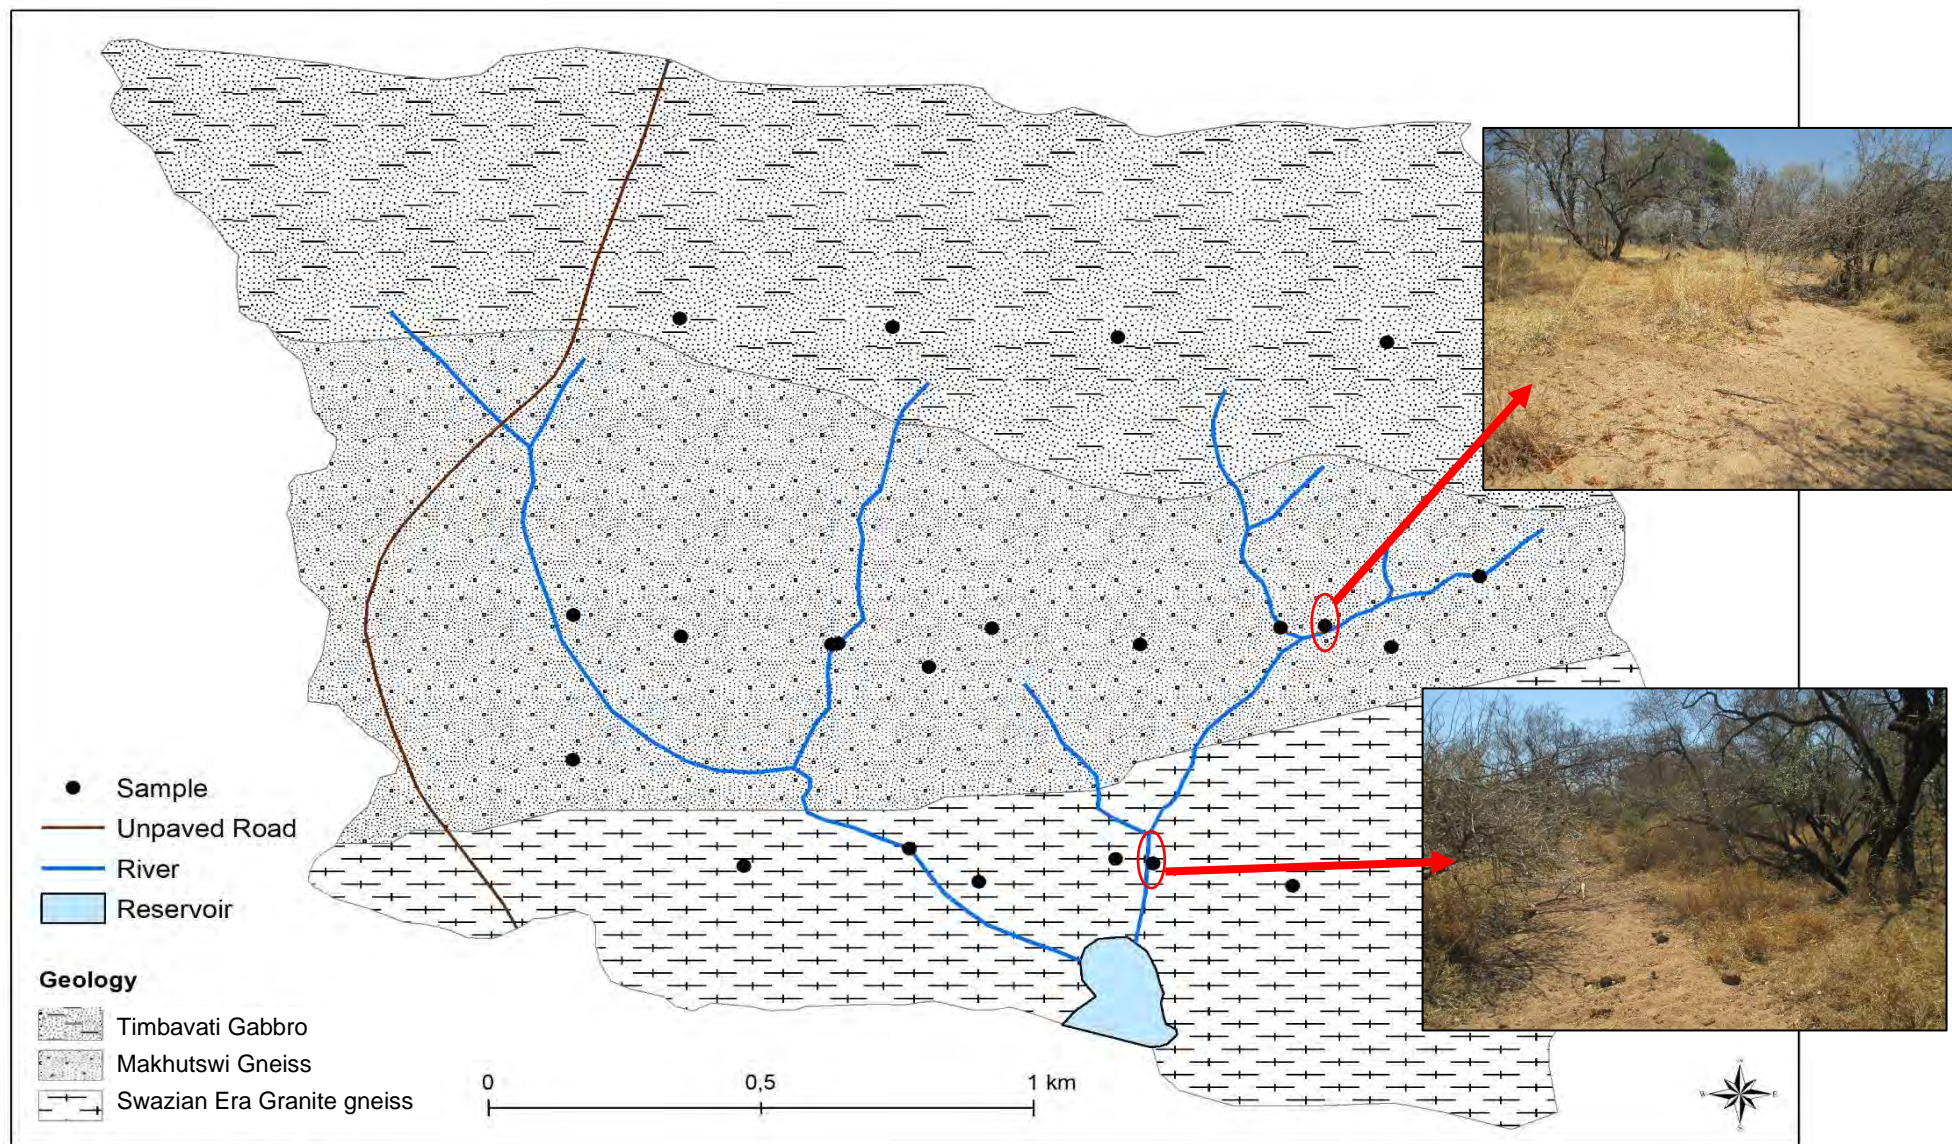 Sample
Unpaved Road
River
Reservoir
Geology
Timbavati Gabbro
Makhutswi Gneiss
Swazian Era Granite gneiss
0 0,5 1 km